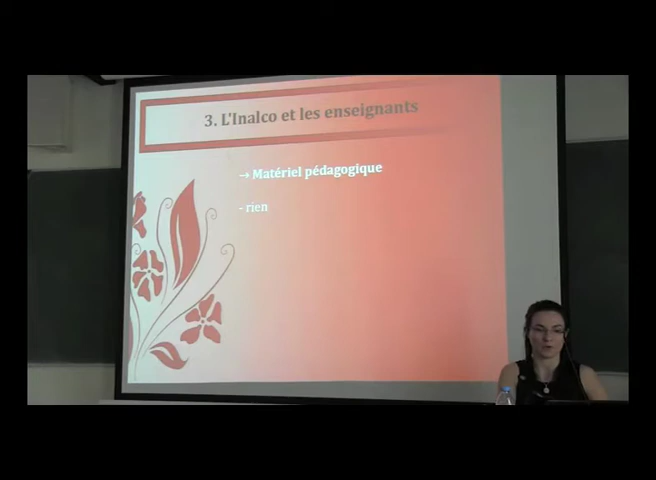 3. L'Inalco et les enseignants
→ Matériel pédagogique
- rien